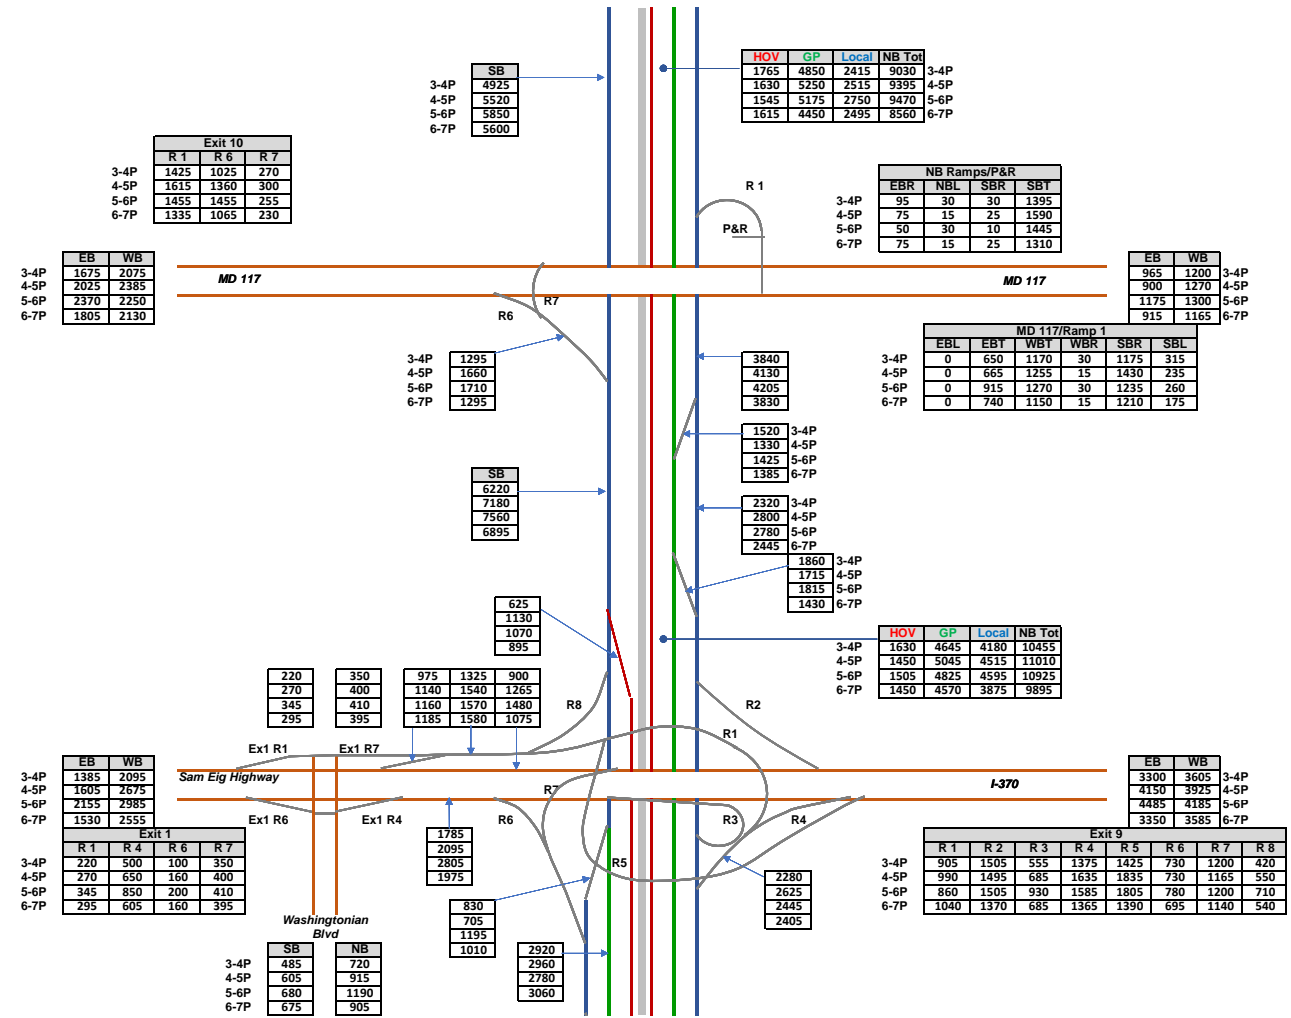 SB
3-4P 4925
4-5P 5520
5-6P 5850
6-7P 5600
HOV GP Local NB Tot
1765 4850 2415 9030 3-4P
1630 5250 2515 9395 4-5P
1545 5175 2750 9470 5-6P
1615 4450 2495 8560 6-7P
Exit 10
R 1 R 6 R 7
3-4P 1425 1025 270
4-5P 1615 1360 300
5-6P 1455 1455 255
6-7P 1335 1065 230
R 1
P&R
NB Ramps/P&R
EBR NBL SBR SBT
3-4P 95 30 30 1395
4-5P 75 15 25 1590
5-6P 50 30 10 1445
6-7P 75 15 25 1310
EB WB
3-4P 1675 2075
4-5P 2025 2385
5-6P 2370 2250
6-7P 1805 2130
MD 117
MD 117
EB WB
965 1200 3-4P
900 1270 4-5P
1175 1300 5-6P
915 1165 6-7P
R7
R6
MD 117/Ramp 1
EBL EBT WBT WBR SBR SBL
3-4P 0 650 1170 30 1175 315
4-5P 0 665 1255 15 1430 235
5-6P 0 915 1270 30 1235 260
6-7P 0 740 1150 15 1210 175
3-4P 1295
4-5P 1660
5-6P 1710
6-7P 1295
3840
4130
4205
3830
1520 3-4P
1330 4-5P
1425 5-6P
1385 6-7P
SB
6220
7180
7560
6895
2320 3-4P
2800 4-5P
2780 5-6P
2445 6-7P
1860 3-4P
1715 4-5P
1815 5-6P
1430 6-7P
625
1130
1070
895
HOV GP Local NB Tot
3-4P 1630 4645 4180 10455
4-5P 1450 5045 4515 11010
5-6P 1505 4825 4595 10925
6-7P 1450 4570 3875 9895
220
270
345
295
350
400
410
395
975 1325 900
1140 1540 1265
1160 1570 1480
1185 1580 1075
R8
R2
R1
Ex1 R1
Ex1 R7
EB WB
3-4P 1385 2095
4-5P 1605 2675
5-6P 2155 2985
6-7P 1530 2555
Sam Eig Highway
I-370
EB WB
3300 3605 3-4P
4150 3925 4-5P
4485 4185 5-6P
3350 3585 6-7P
R7
Ex1 R6
Ex1 R4
R6
R3
R4
R5
Exit 1
R 1 R 4 R 6 R 7
3-4P 220 500 100 350
4-5P 270 650 160 400
5-6P 345 850 200 410
6-7P 295 605 160 395
1785
2095
2805
1975
Exit 9
R 1 R 2 R 3 R 4 R 5 R 6 R 7 R 8
3-4P 905 1505 555 1375 1425 730 1200 420
4-5P 990 1495 685 1635 1835 730 1165 550
5-6P 860 1505 930 1585 1805 780 1200 710
6-7P 1040 1370 685 1365 1390 695 1140 540
2280
2625
2445
2405
830
705
1195
1010
Washingtonian
Blvd
SB NB
3-4P 485 720
4-5P 605 915
5-6P 680 1190
6-7P 675 905
2920
2960
2780
3060